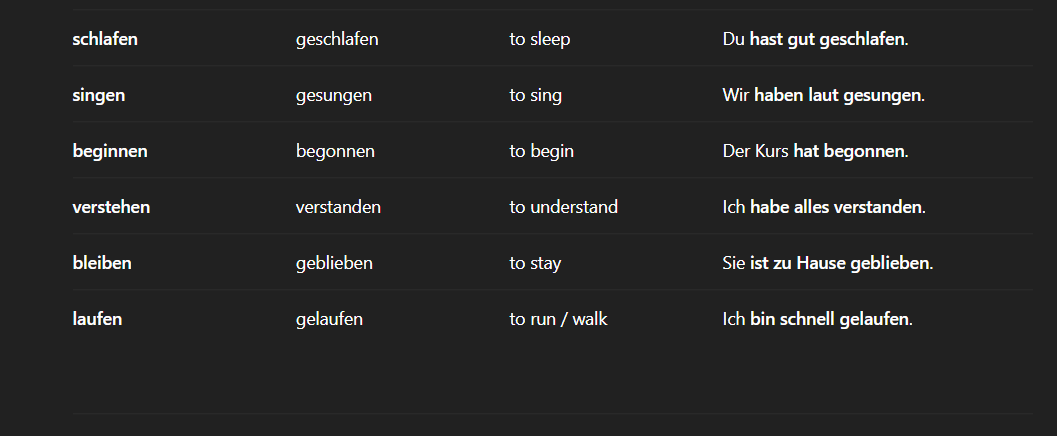 schlafen geschlafen to sleep Du hast gut geschlafen.
singen gesungen to sing Wir haben laut gesungen.
beginnen begonnen to begin Der Kurs hat begonnen.
verstehen verstanden to understand Ich habe alles verstanden.
bleiben geblieben to stay Sie ist zu Hause geblieben.
laufen gelaufen to run / walk Ich bin schnell gelaufen.